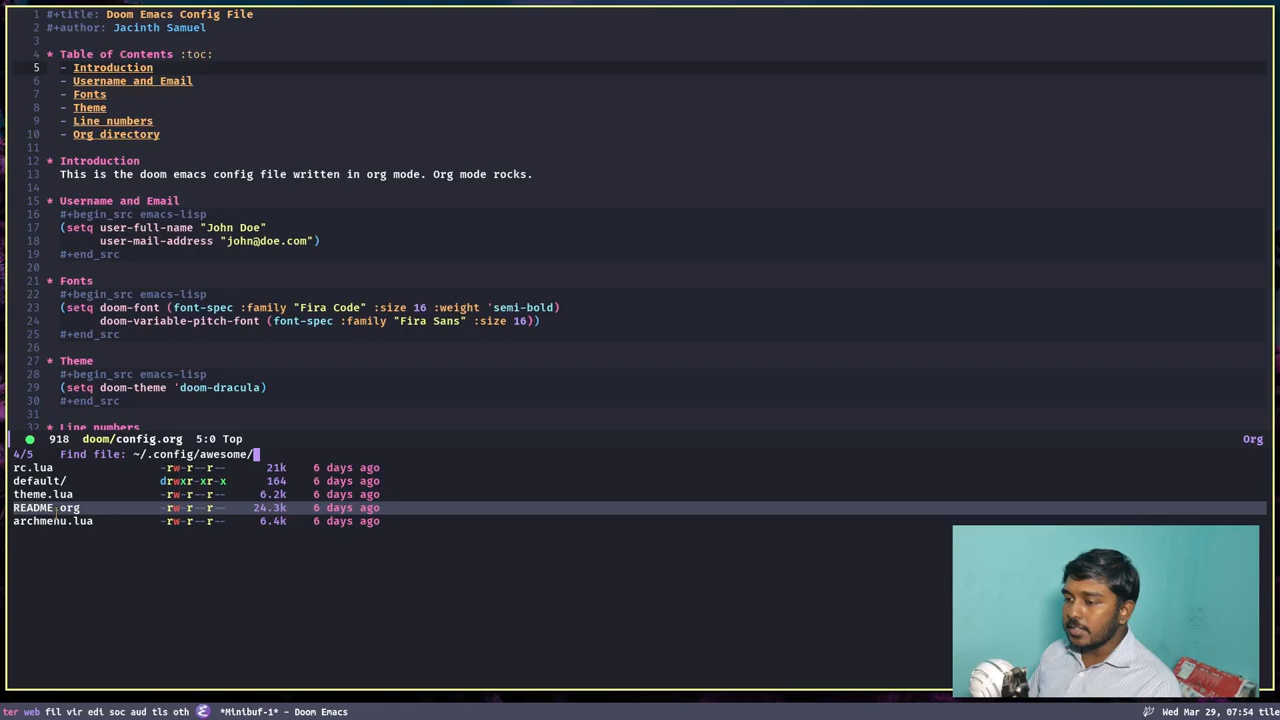 1 #+title: Doom Emacs Config File
2 #+author: Jacinth Samuel
3
4 * Table of Contents :toc:
5 - Introduction
6 - Username and Email
7 - Fonts
8 - Theme
9 - Line numbers
10 - Org directory
11
12 * Introduction
13 This is the doom emacs config file written in org mode. Org mode rocks.
14
15 * Username and Email
16 #+begin_src emacs-lisp
17 (setq user-full-name "John Doe"
18 user-mail-address "john@doe.com")
19 #+end_src
20
21 * Fonts
22 #+begin_src emacs-lisp
23 (setq doom-font (font-spec :family "Fira Code" :size 16 :weight 'semi-bold)
24 doom-variable-pitch-font (font-spec :family "Fira Sans" :size 16))
25 #+end_src
26
27 * Theme
28 #+begin_src emacs-lisp
29 (setq doom-theme 'doom-dracula)
30 #+end_src
31
32 * Line numbers
918 doom/config.org 5:0 Top Org
4/5 Find file: ~/.config/awesome/
rc.lua -rw-r--r-- 21k 6 days ago
default/ drwxr-xr-x 164 6 days ago
theme.lua -rw-r--r-- 6.2k 6 days ago
README.org -rw-r--r-- 24.3k 6 days ago
archmenu.lua -rw-r--r-- 6.4k 6 days ago
ter web fil vir edi soc aud tls oth *Minibuf-1* - Doom Emacs Wed Mar 29, 07:54 tile